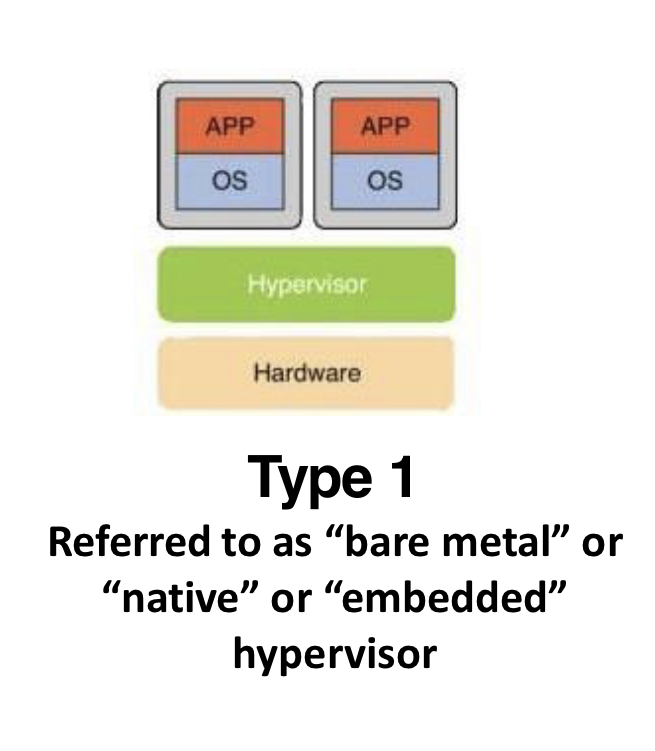 APP APP
OS OS
Hypervisor
Hardware
Type 1
Referred to as “bare metal” or
“native” or “embedded”
hypervisor